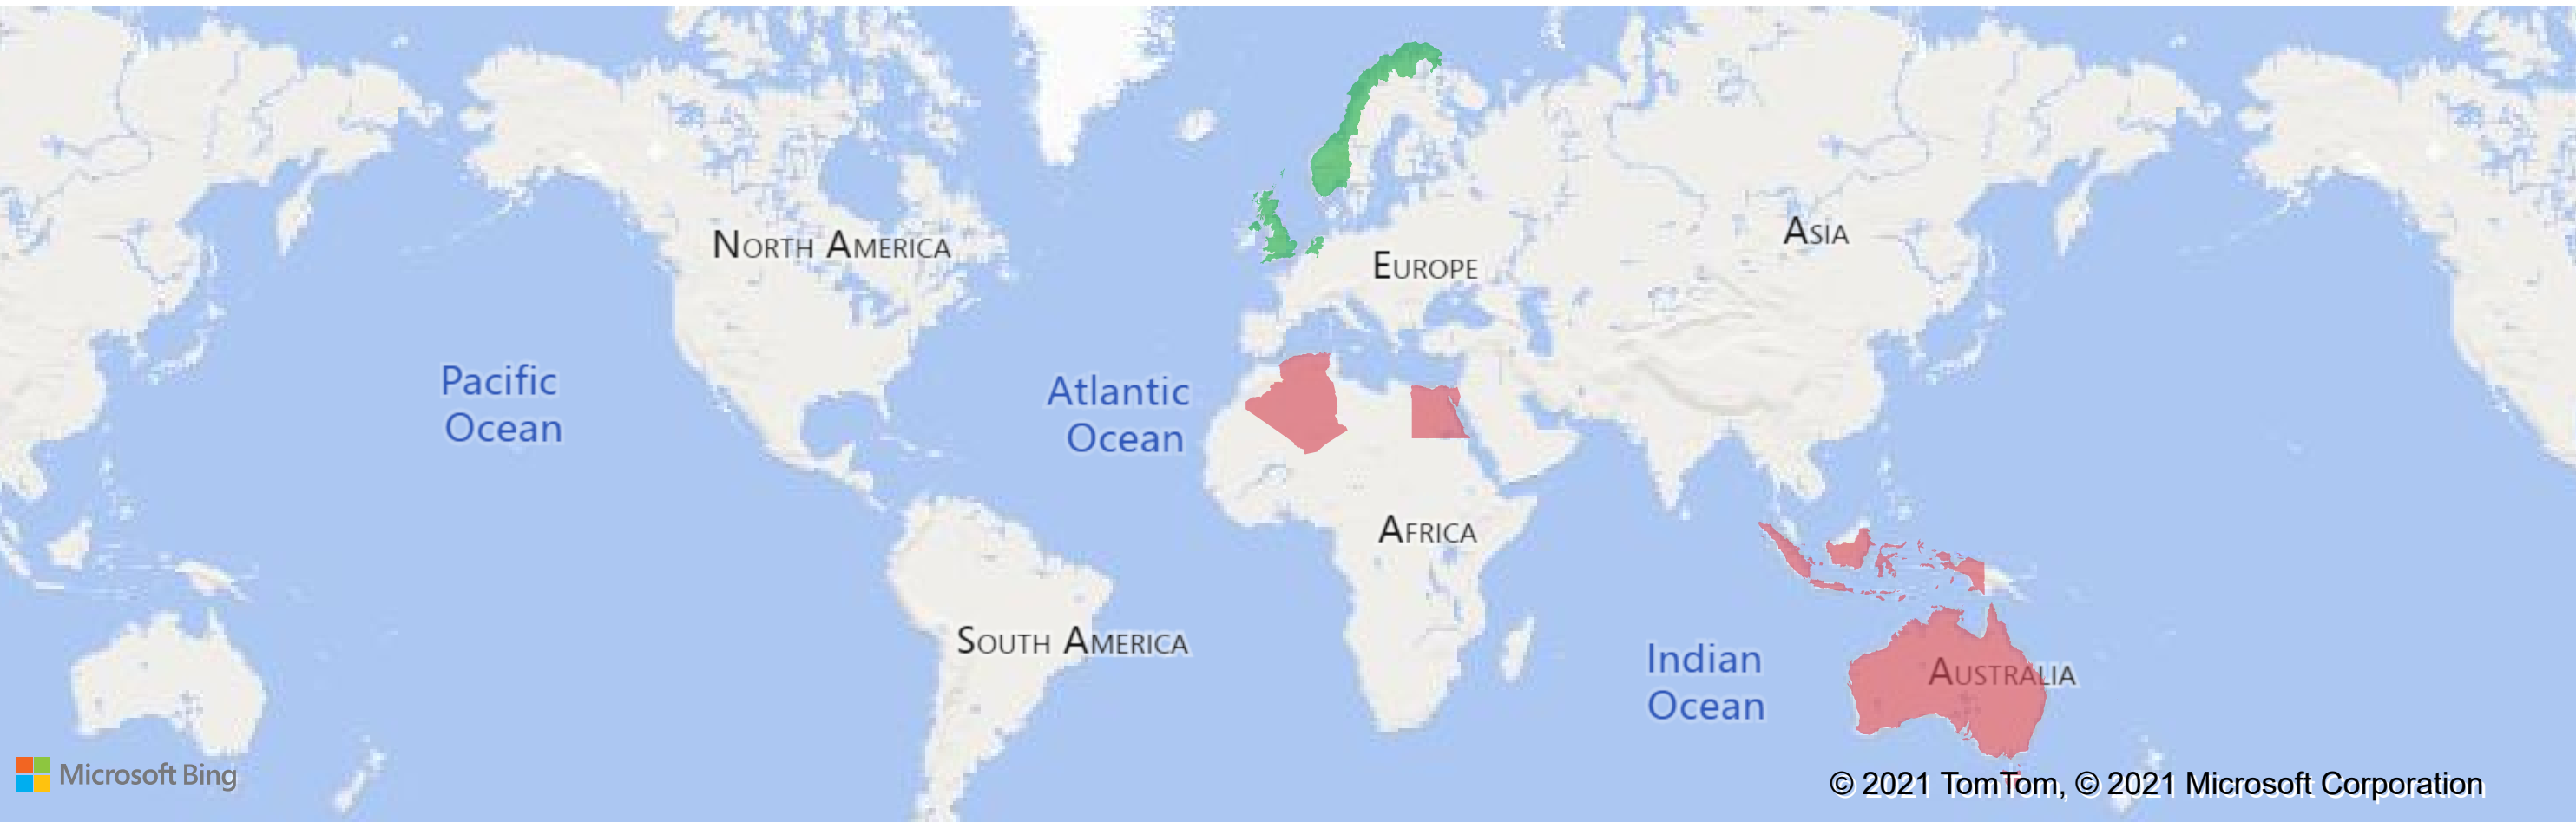 North America
Europe
Asia
Pacific
Ocean
Atlantic
Ocean
Africa
South America
Indian
Ocean
Australia
Microsoft Bing
© 2021 TomTom, © 2021 Microsoft Corporation